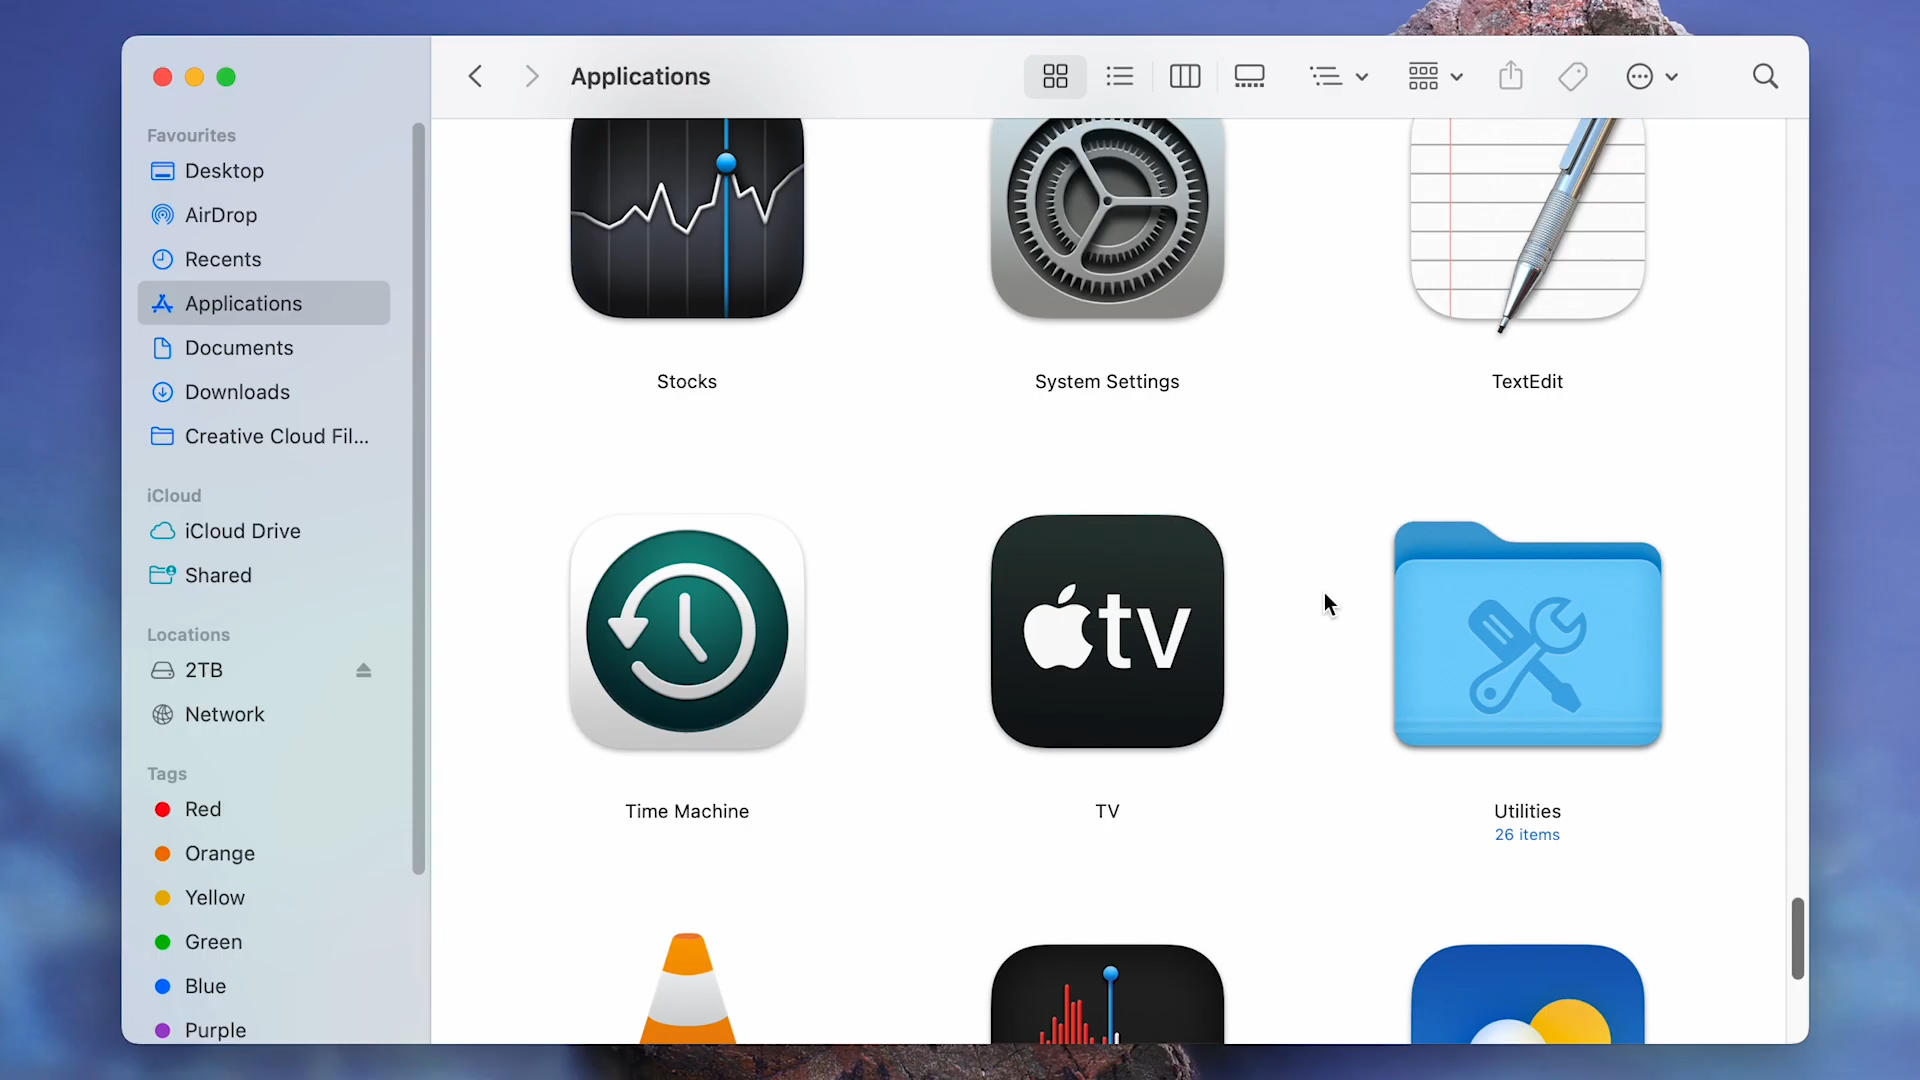 Applications
Favourites
Desktop
AirDrop
Recents
Applications
Documents
Downloads
Creative Cloud Fil...
iCloud
iCloud Drive
Shared
Locations
2TB
Network
Tags
Red
Orange
Yellow
Green
Blue
Purple
Stocks
System Settings
TextEdit
tv
Time Machine
TV
Utilities
26 items